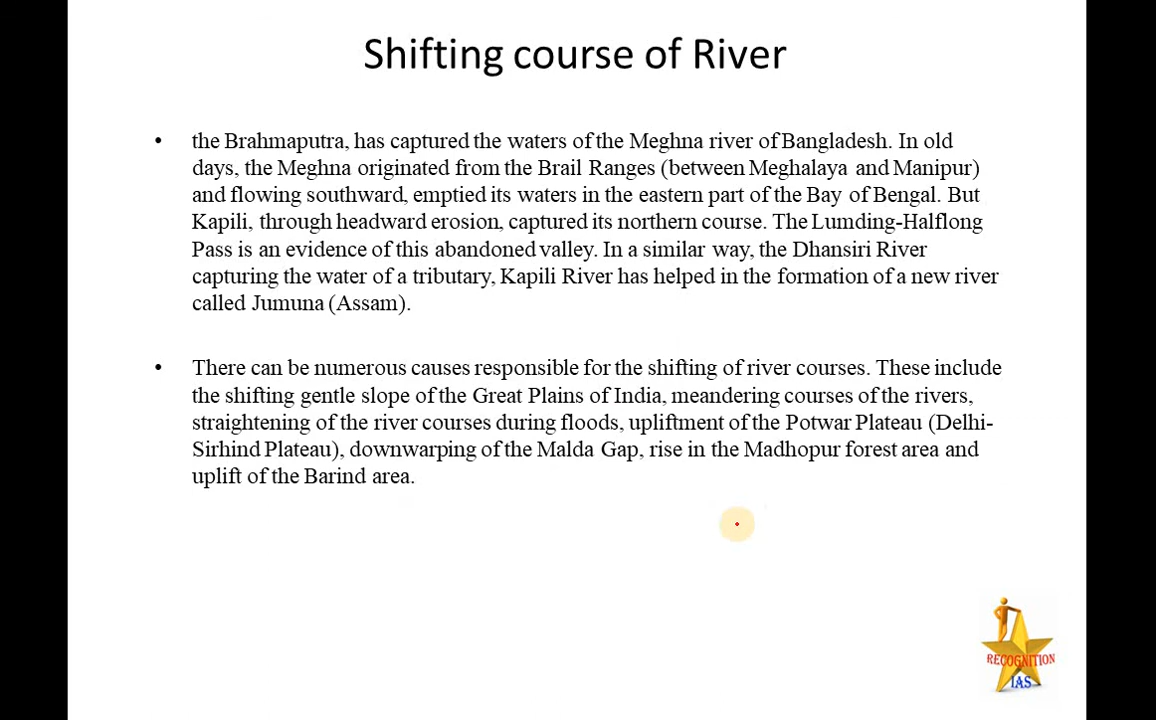 Shifting course of River
• the Brahmaputra, has captured the waters of the Meghna river of Bangladesh. In old
days, the Meghna originated from the Brail Ranges (between Meghalaya and Manipur)
and flowing southward, emptied its waters in the eastern part of the Bay of Bengal. But
Kapili, through headward erosion, captured its northern course. The Lumding-Halflong
Pass is an evidence of this abandoned valley. In a similar way, the Dhansiri River
capturing the water of a tributary, Kapili River has helped in the formation of a new river
called Jumuna (Assam).
• There can be numerous causes responsible for the shifting of river courses. These include
the shifting gentle slope of the Great Plains of India, meandering courses of the rivers,
straightening of the river courses during floods, upliftment of the Potwar Plateau (Delhi-
Sirhind Plateau), downwarping of the Malda Gap, rise in the Madhopur forest area and
uplift of the Barind area.
RECOGNITION
IAS